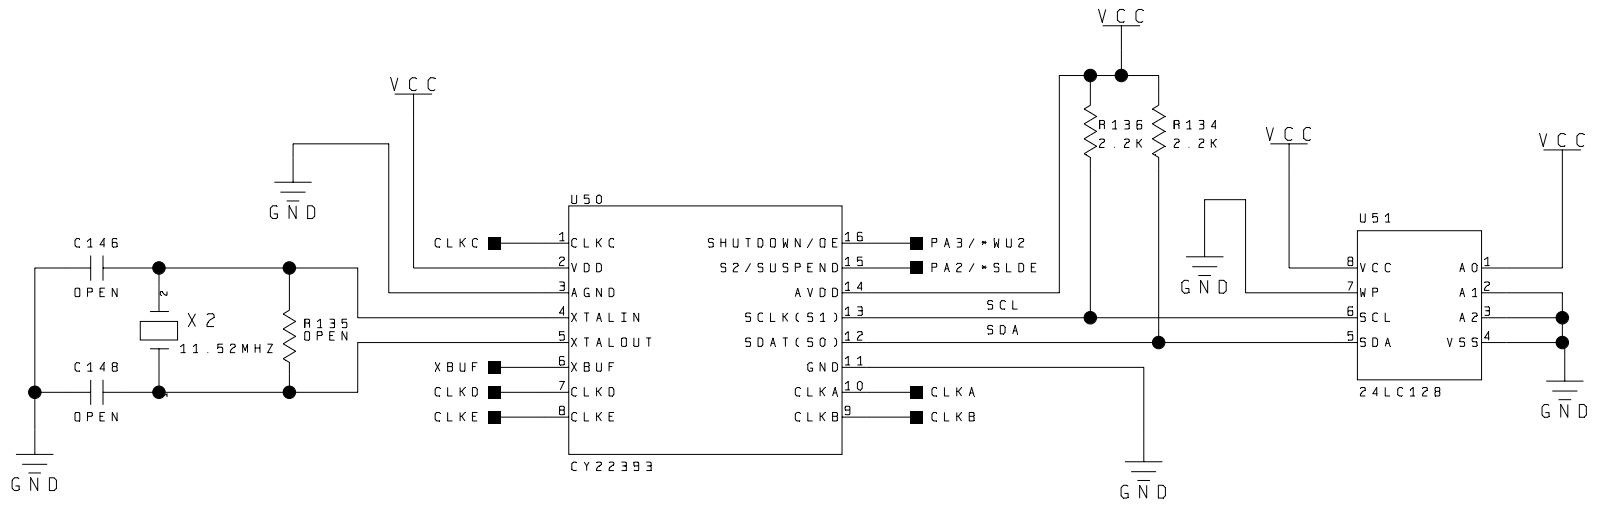 VCC
VCC
R136
2.2K
R134
2.2K
VCC
VCC
GND
U50
U51
C146
OPEN
CLKC
1
CLKC
SHUTDOWN/OE
16
PA3/*WU2
2
VDD
S2/SUSPEND
15
PA2/*SLDE
8
VCC
A0
1
GND
2
3
AGND
AVDD
14
SCL
7
WP
A1
2
X2
11.52MHZ
R135
OPEN
4
XTALIN
SCLK(S1)
13
SDA
6
SCL
A2
3
5
XTALOUT
SDAT(S0)
12
5
SDA
VSS
4
C148
OPEN
1
XBUF
6
XBUF
GND
11
CLKD
7
CLKD
CLKA
10
CLKA
24LC128
CLKE
8
CLKE
CLKB
9
CLKB
GND
CY22393
GND
GND